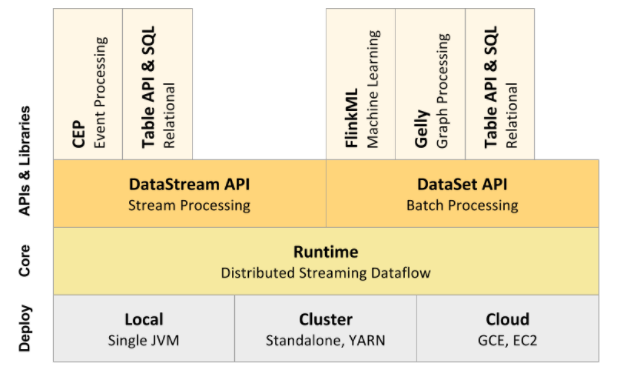 APIs & Libraries
CEP
Event Processing
Table API & SQL
Relational
FlinkML
Machine Learning
Gelly
Graph Processing
Table API & SQL
Relational
DataStream API
Stream Processing
DataSet API
Batch Processing
Core
Runtime
Distributed Streaming Dataflow
Deploy
Local
Single JVM
Cluster
Standalone, YARN
Cloud
GCE, EC2